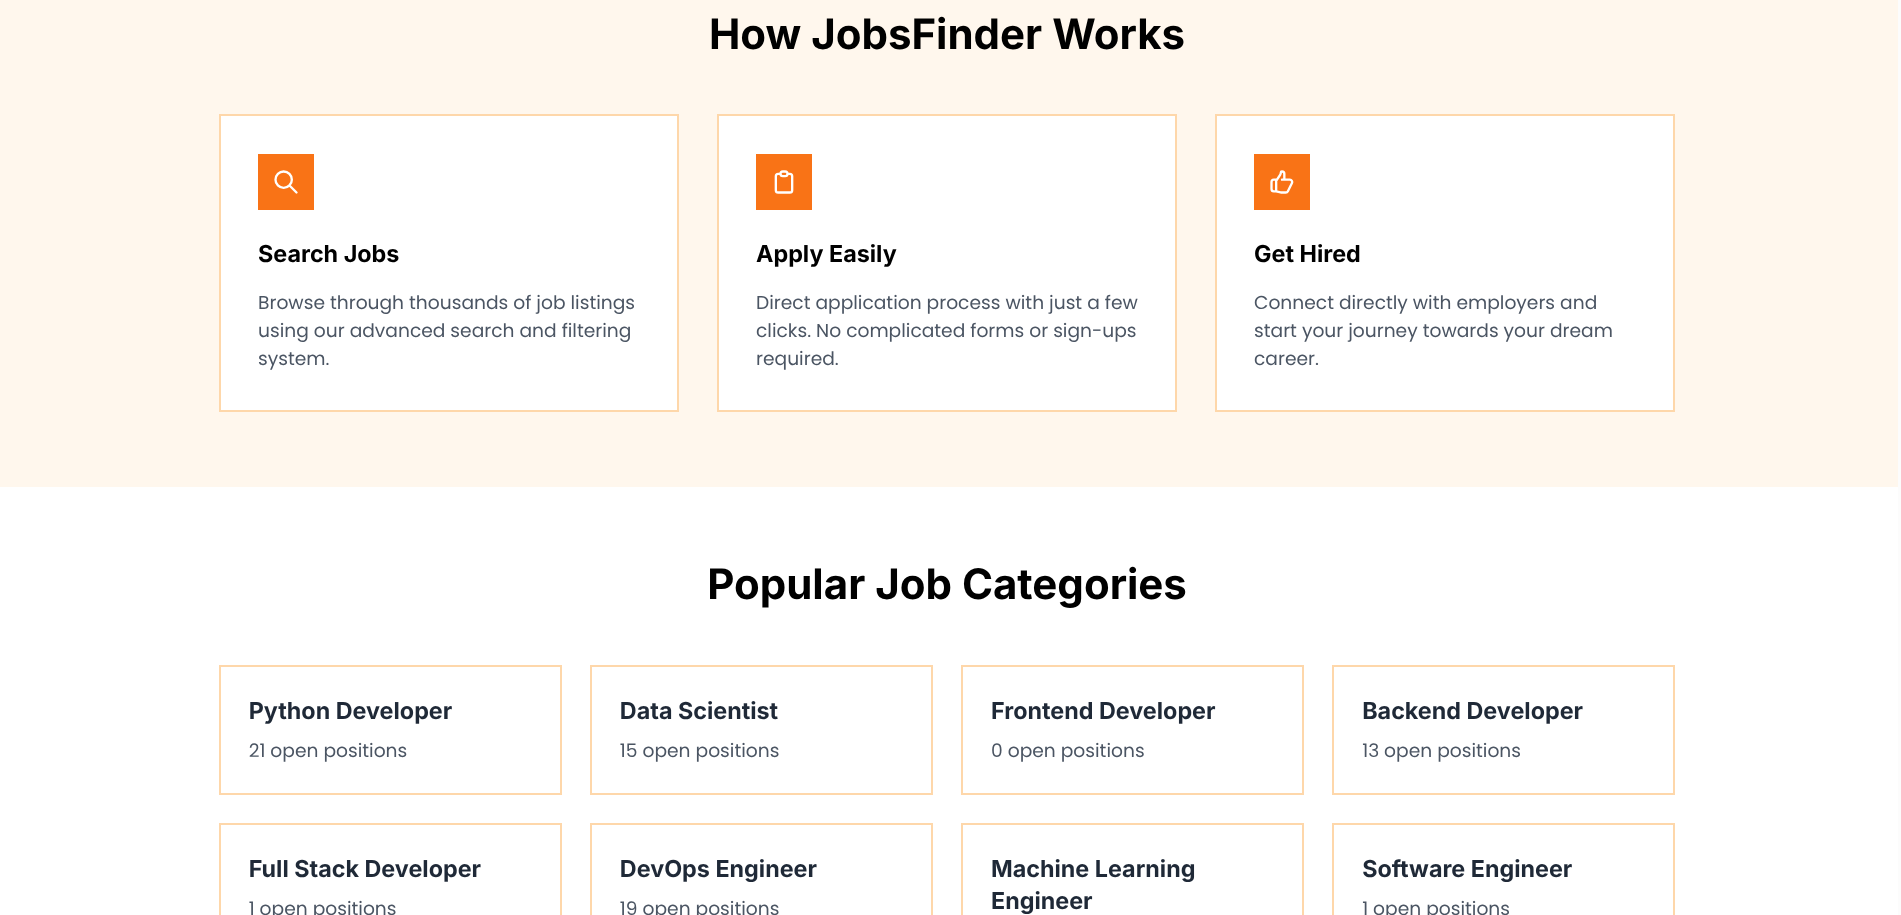 How JobsFinder Works
Search Jobs
Browse through thousands of job listings
using our advanced search and filtering
system.
Apply Easily
Direct application process with just a few
clicks. No complicated forms or sign-ups
required.
Get Hired
Connect directly with employers and
start your journey towards your dream
career.
Popular Job Categories
Python Developer
21 open positions
Data Scientist
15 open positions
Frontend Developer
0 open positions
Backend Developer
13 open positions
Full Stack Developer
1 open positions
DevOps Engineer
19 open positions
Machine Learning
Engineer
Software Engineer
1 open positions